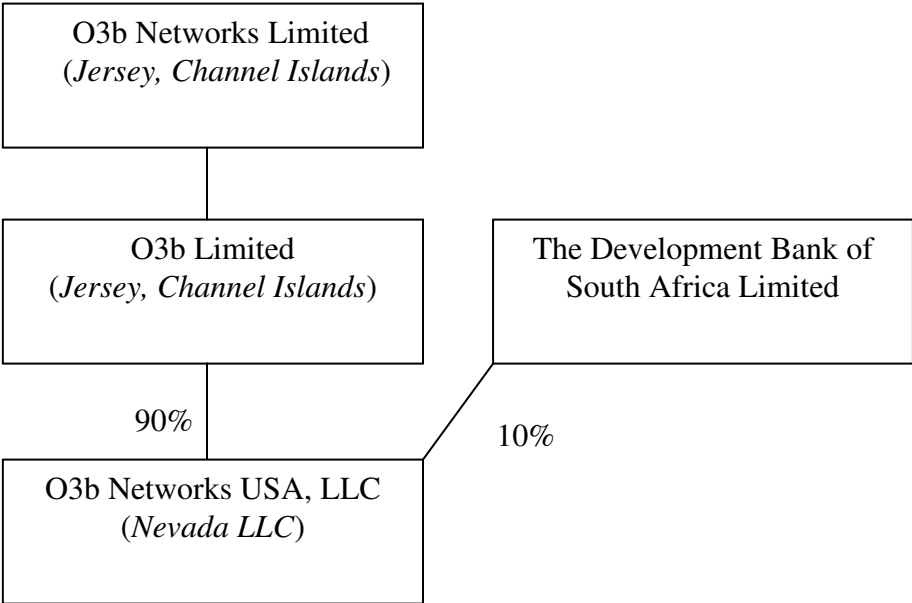 O3b Networks Limited
(Jersey, Channel Islands)
O3b Limited
(Jersey, Channel Islands)
The Development Bank of
South Africa Limited
90%
10%
O3b Networks USA, LLC
(Nevada LLC)